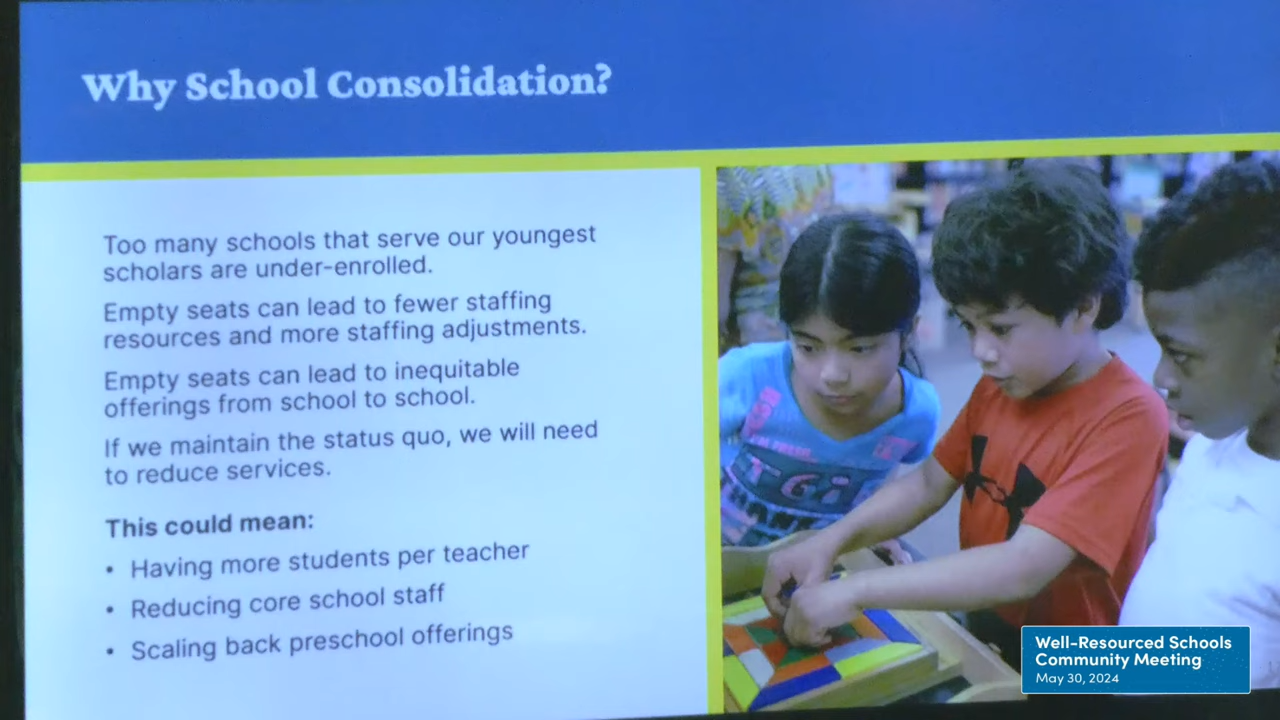 Why School Consolidation?
Too many schools that serve our youngest
scholars are under-enrolled.
Empty seats can lead to fewer staffing
resources and more staffing adjustments.
Empty seats can lead to inequitable
offerings from school to school.
If we maintain the status quo, we will need
to reduce services.
This could mean:
• Having more students per teacher
• Reducing core school staff
• Scaling back preschool offerings
Well-Resourced Schools
Community Meeting
May 30, 2024